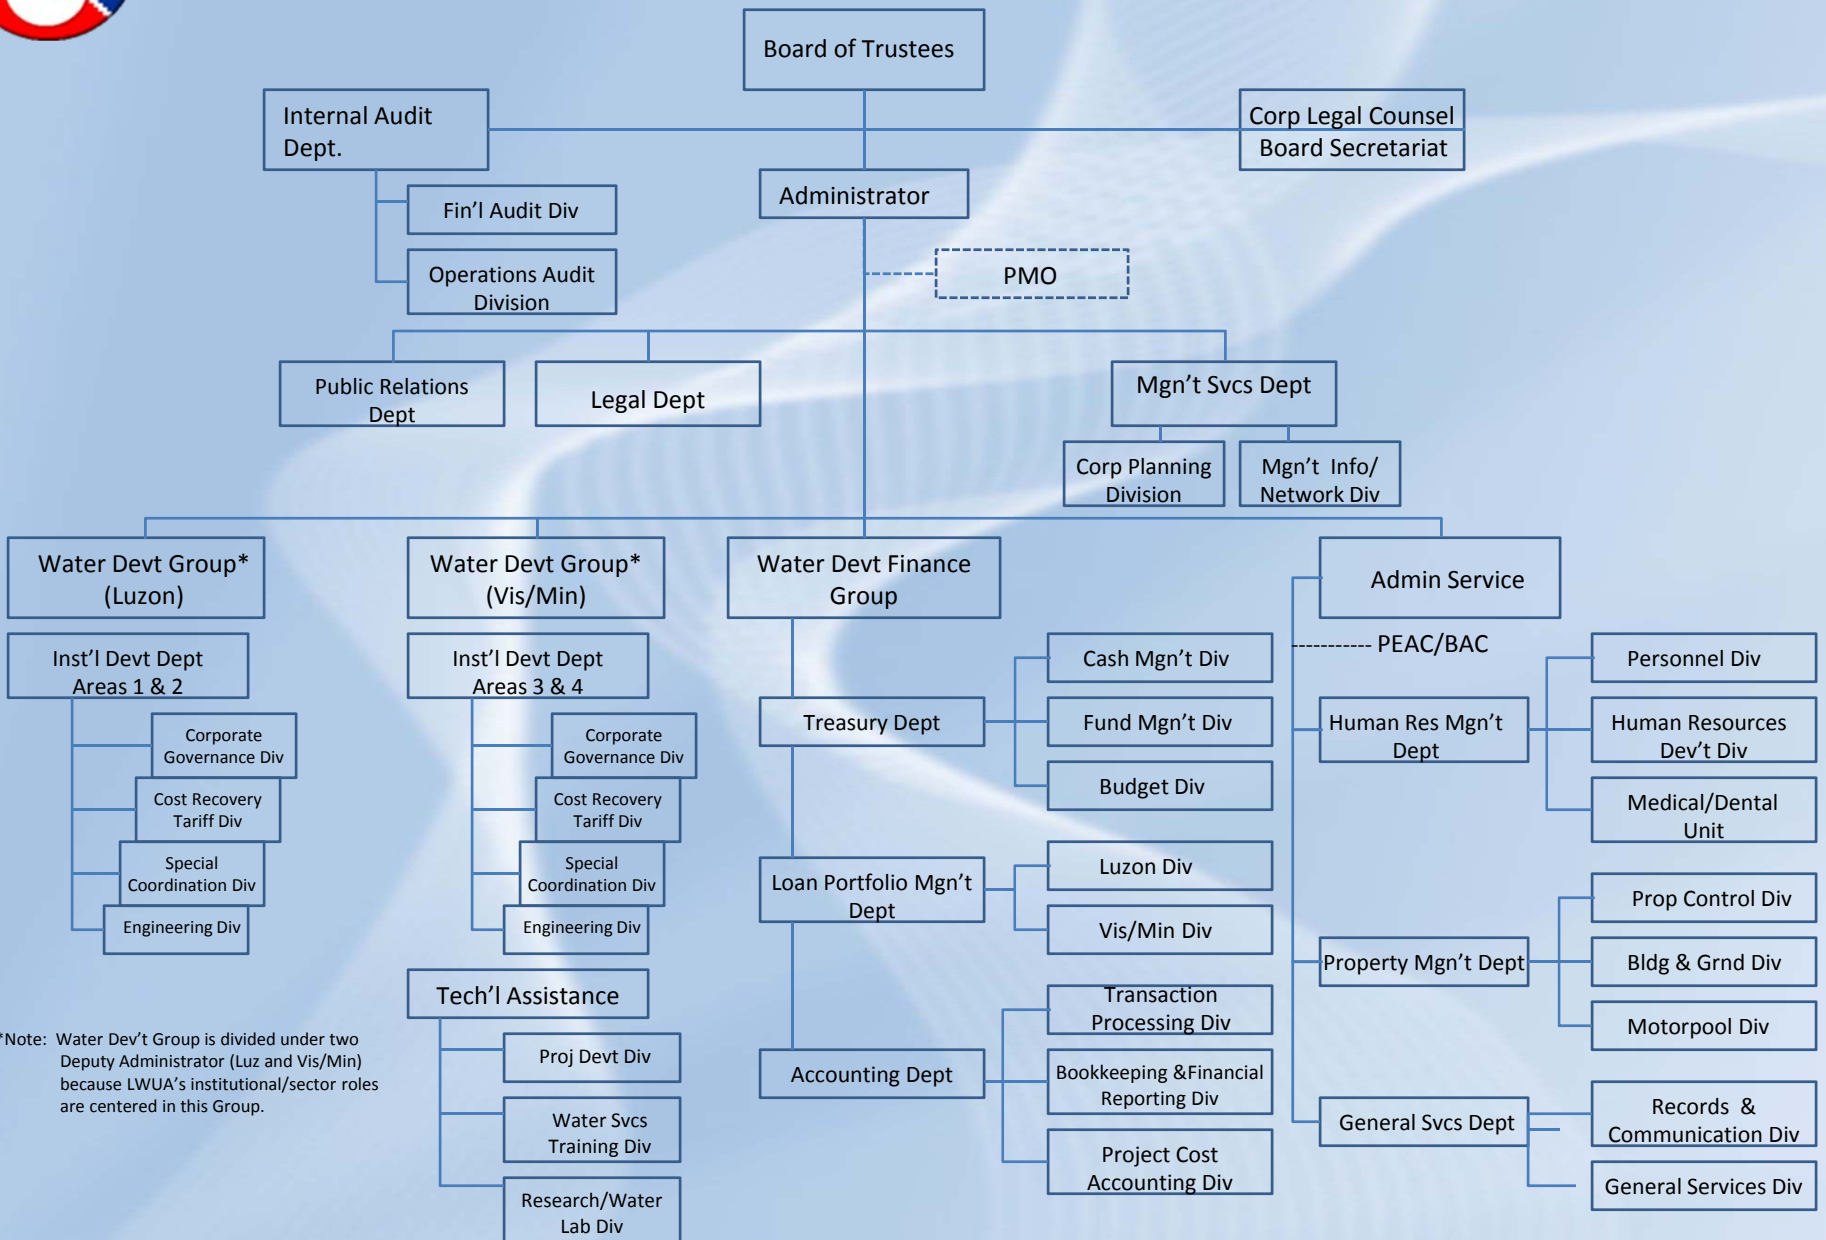 Board of Trustees
Internal Audit
Dept.
Corp Legal Counsel
Board Secretariat
Administrator
Fin’l Audit Div
Operations Audit
Division
PMO
Public Relations
Dept
Legal Dept
Mgn’t Svcs Dept
Corp Planning
Division
Mgn’t Info/
Network Div
Water Devt Group*
(Luzon)
Water Devt Group*
(Vis/Min)
Water Devt Finance
Group
Admin Service
Inst’l Devt Dept
Areas 1 & 2
Corporate
Governance Div
Cost Recovery
Tariff Div
Special
Coordination Div
Engineering Div
Inst’l Devt Dept
Areas 3 & 4
Corporate
Governance Div
Cost Recovery
Tariff Div
Special
Coordination Div
Engineering Div
Tech’l Assistance
Proj Devt Div
Water Svcs
Training Div
Research/Water
Lab Div
Treasury Dept
Cash Mgn’t Div
Fund Mgn’t Div
Budget Div
Loan Portfolio Mgn’t
Dept
Luzon Div
Vis/Min Div
Accounting Dept
Transaction
Processing Div
Bookkeeping &Financial
Reporting Div
Project Cost
Accounting Div
----------- PEAC/BAC
Human Res Mgn’t
Dept
Personnel Div
Human Resources
Dev’t Div
Medical/Dental
Unit
Property Mgn’t Dept
Prop Control Div
Bldg & Grnd Div
Motorpool Div
General Svcs Dept
Records &
Communication Div
General Services Div
*Note: Water Dev’t Group is divided under two
Deputy Administrator (Luz and Vis/Min)
because LWUA’s institutional/sector roles
are centered in this Group.